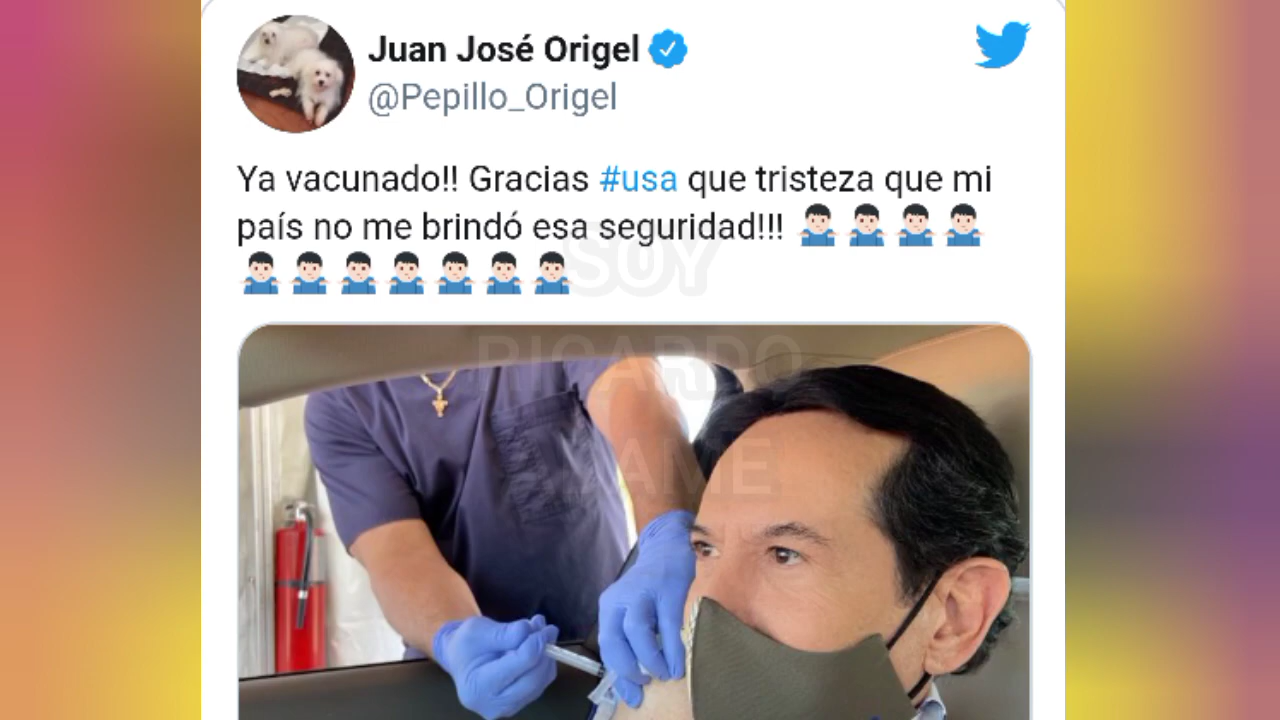 Juan José Origel
@Pepillo_Origel
Ya vacunado!! Gracias #usa que tristeza que mi
país no me brindó esa seguridad!!! 🤷🏻‍♂️🤷🏻‍♂️🤷🏻‍♂️🤷🏻‍♂️
🤷🏻‍♂️🤷🏻‍♂️🤷🏻‍♂️🤷🏻‍♂️🤷🏻‍♂️🤷🏻‍♂️🤷🏻‍♂️
SOY
RICARDO
ADAME